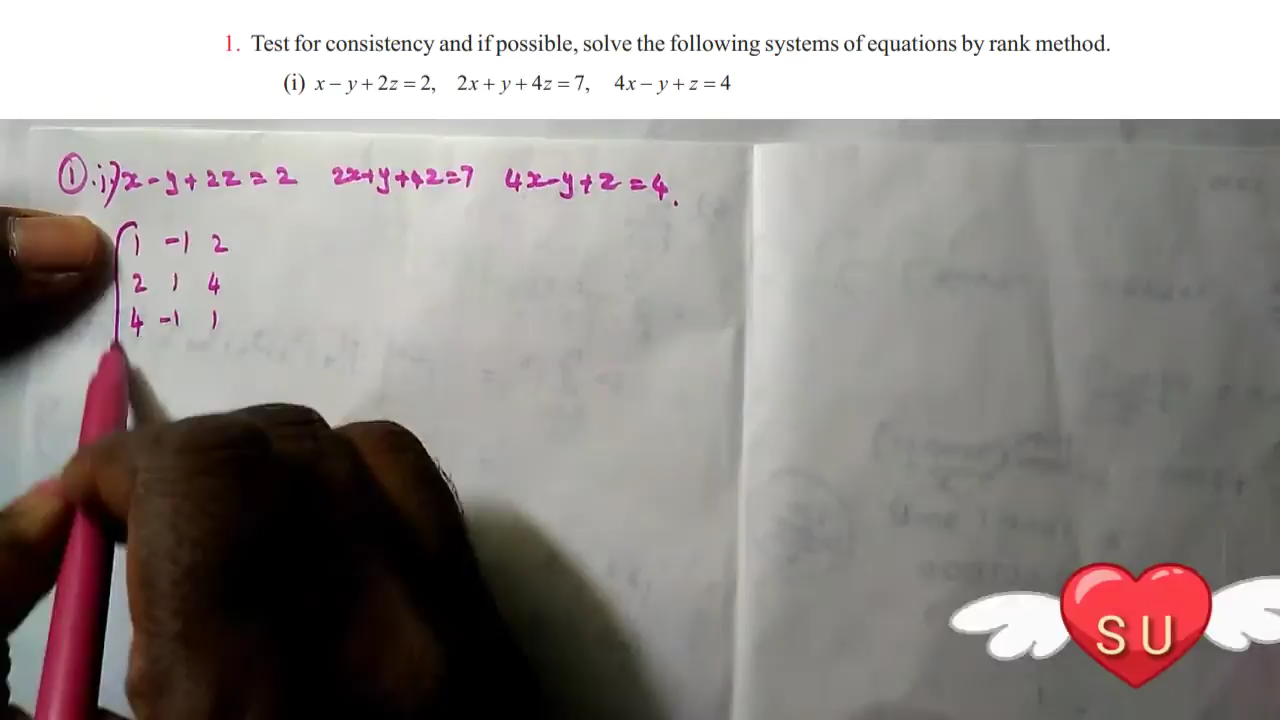 1. Test for consistency and if possible, solve the following systems of equations by rank method.
(i) x − y + 2z = 2, 2x + y + 4z = 7, 4x − y + z = 4
① i) x - y + 2z = 2 2x + y + 4z = 7 4x - y + z = 4.
1 -1 2
2 1 4
4 -1 1
S U